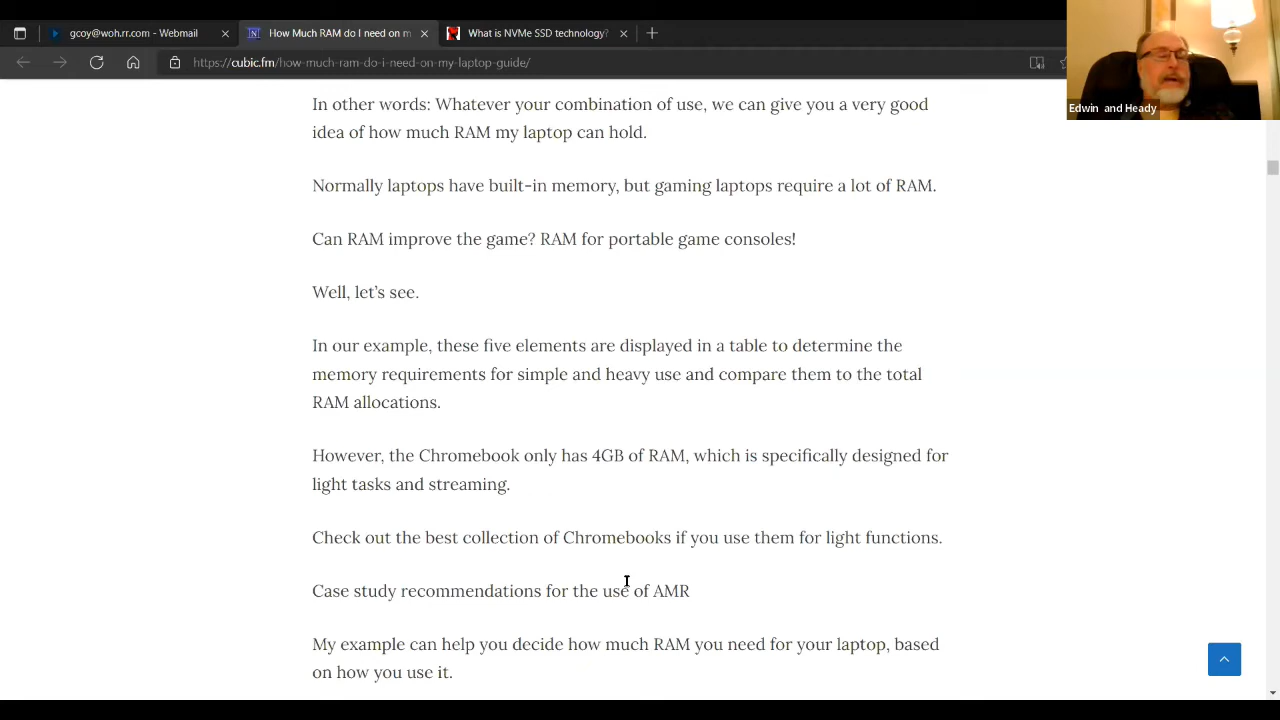 gcoy@woh.rr.com - Webmail
How Much RAM do I need on m
What is NVMe SSD technology?
https://cubic.fm/how-much-ram-do-i-need-on-my-laptop-guide/
Edwin and Heady
In other words: Whatever your combination of use, we can give you a very good
idea of how much RAM my laptop can hold.
Normally laptops have built-in memory, but gaming laptops require a lot of RAM.
Can RAM improve the game? RAM for portable game consoles!
Well, let's see.
In our example, these five elements are displayed in a table to determine the
memory requirements for simple and heavy use and compare them to the total
RAM allocations.
However, the Chromebook only has 4GB of RAM, which is specifically designed for
light tasks and streaming.
Check out the best collection of Chromebooks if you use them for light functions.
Case study recommendations for the use of AMR
My example can help you decide how much RAM you need for your laptop, based
on how you use it.